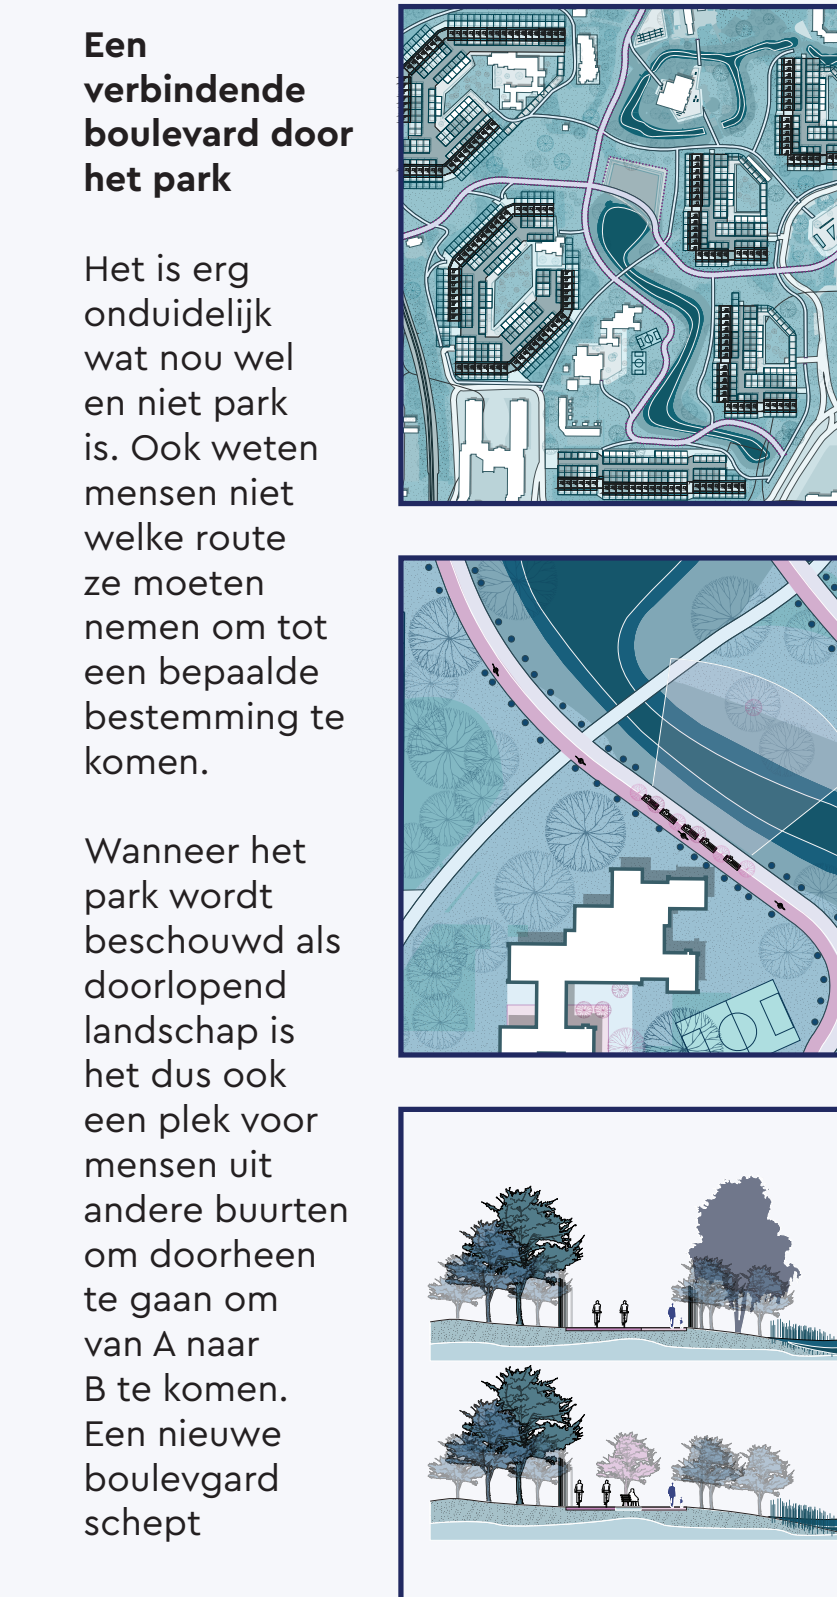 Een
verbindende
boulevard door
het park
Het is erg
onduidelijk
wat nou wel
en niet park
is. Ook weten
mensen niet
welke route
ze moeten
nemen om tot
een bepaalde
bestemming te
komen.
Wanneer het
park wordt
beschouwd als
doorlopend
landschap is
het dus ook
een plek voor
mensen uit
andere buurten
om doorheen
te gaan om
van A naar
B te komen.
Een nieuwe
boulevgard
schept